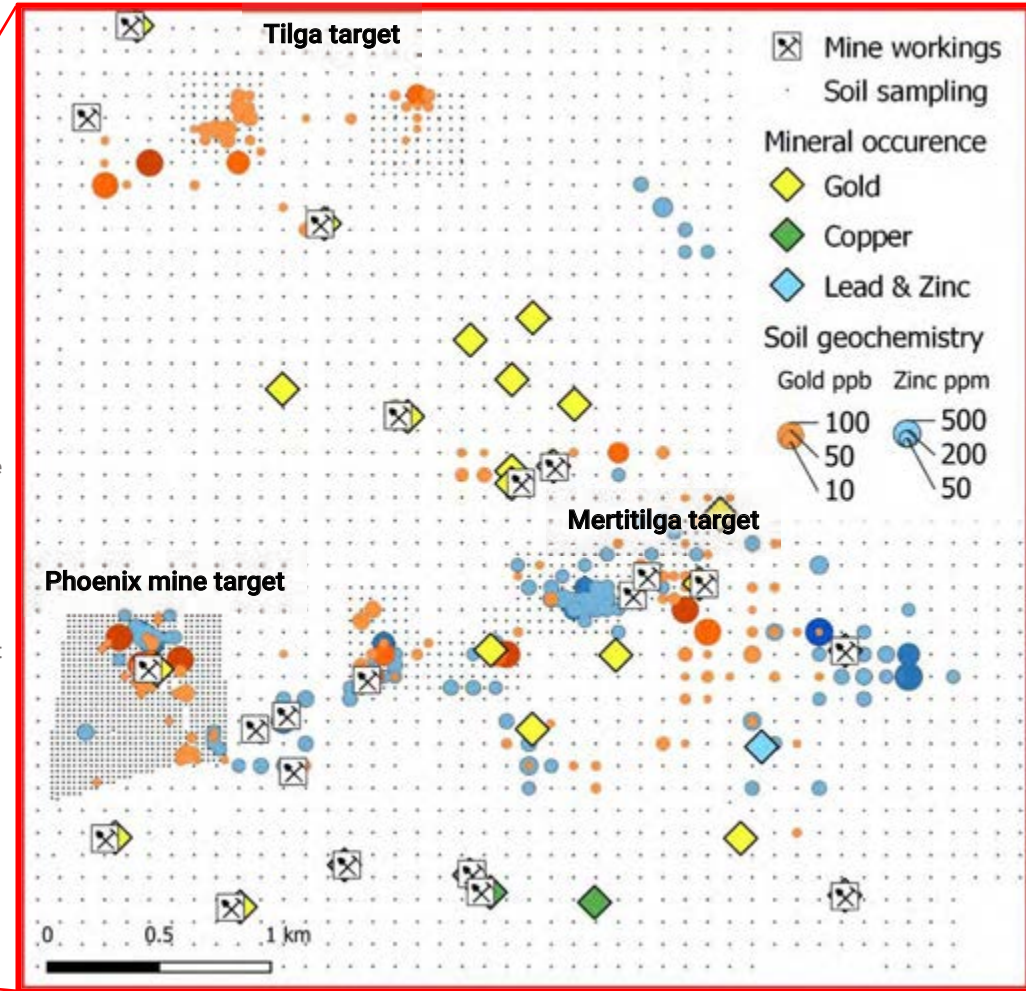 Tilga target
Mine workings
Soil sampling
Mineral occurence
Gold
Copper
Lead & Zinc
Soil geochemistry
Gold ppb
Zinc ppm
100
50
10
500
200
50
Mertitilga target
Phoenix mine target
0
0.5
1 km